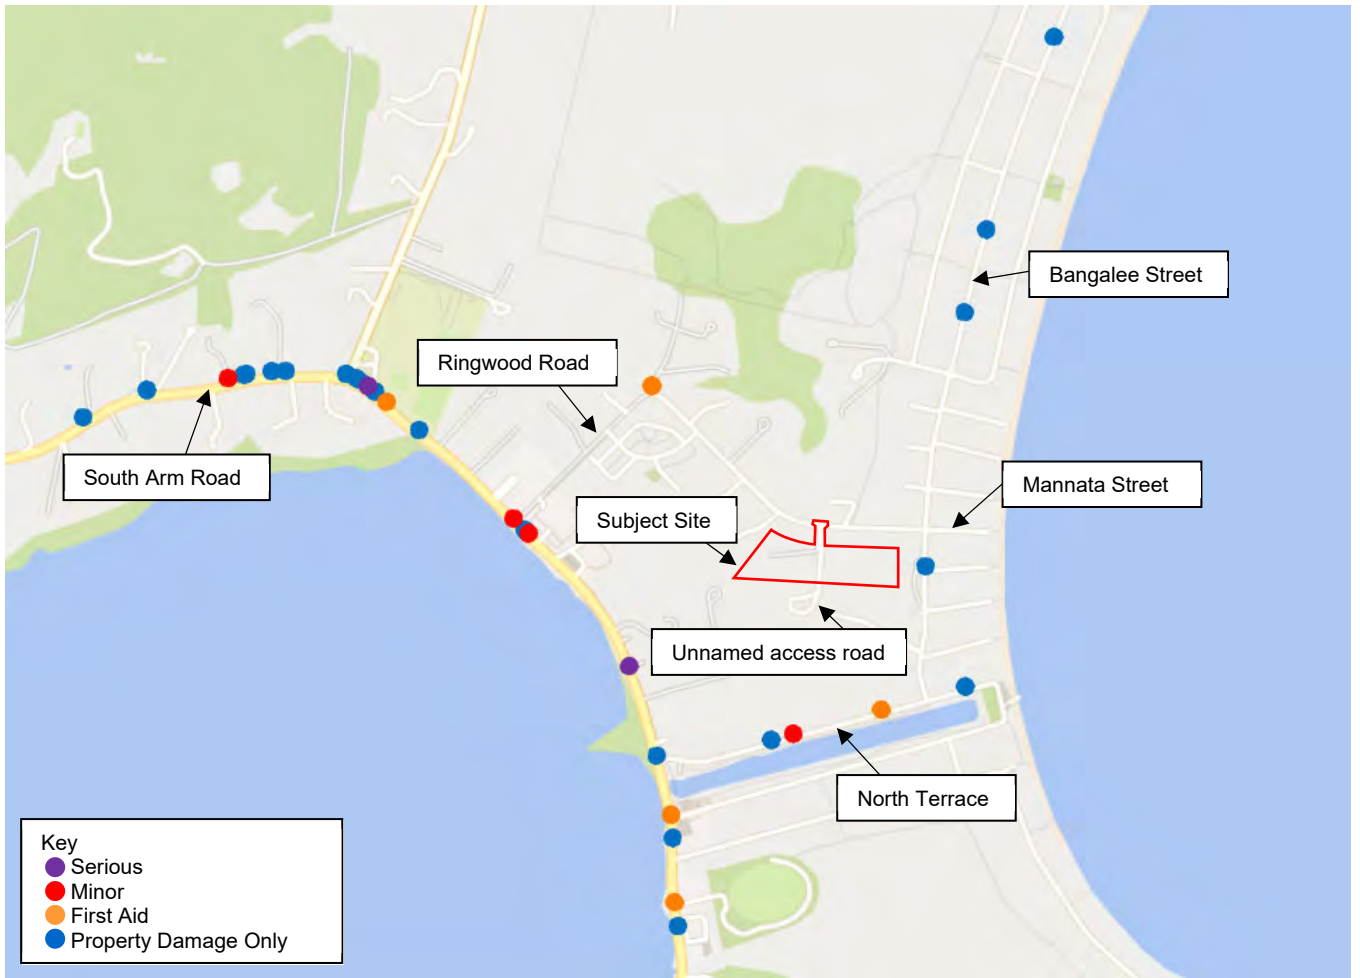 Bangalee Street
Ringwood Road
South Arm Road
Mannata Street
Subject Site
Unnamed access road
North Terrace
Key
Serious
Minor
First Aid
Property Damage Only